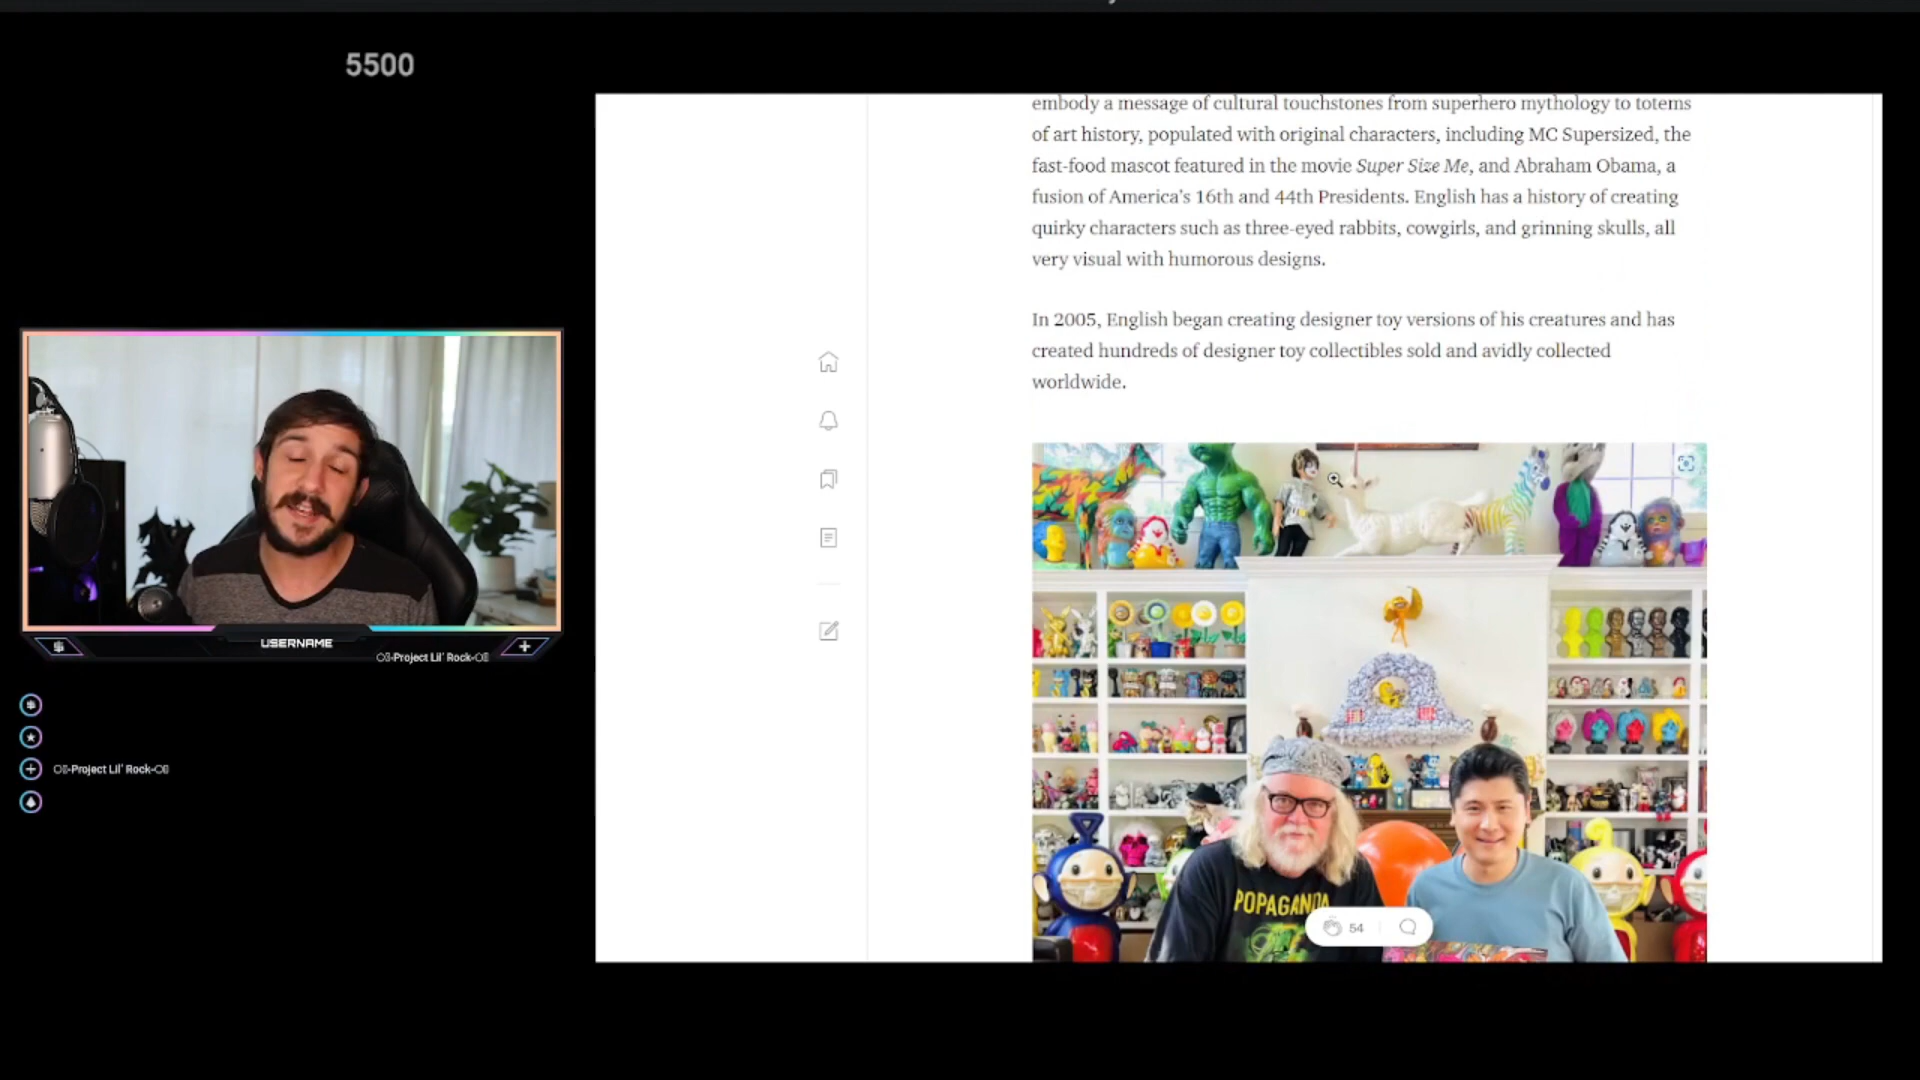 5500
embody a message of cultural touchstones from superhero mythology to totems
of art history, populated with original characters, including MC Supersized, the
fast-food mascot featured in the movie Super Size Me, and Abraham Obama, a
fusion of America's 16th and 44th Presidents. English has a history of creating
quirky characters such as three-eyed rabbits, cowgirls, and grinning skulls, all
very visual with humorous designs.
In 2005, English began creating designer toy versions of his creatures and has
created hundreds of designer toy collectibles sold and avidly collected
worldwide.
USERNAME
-Project Lil' Rock-
-Project Lil' Rock-
POPAGANDA
54